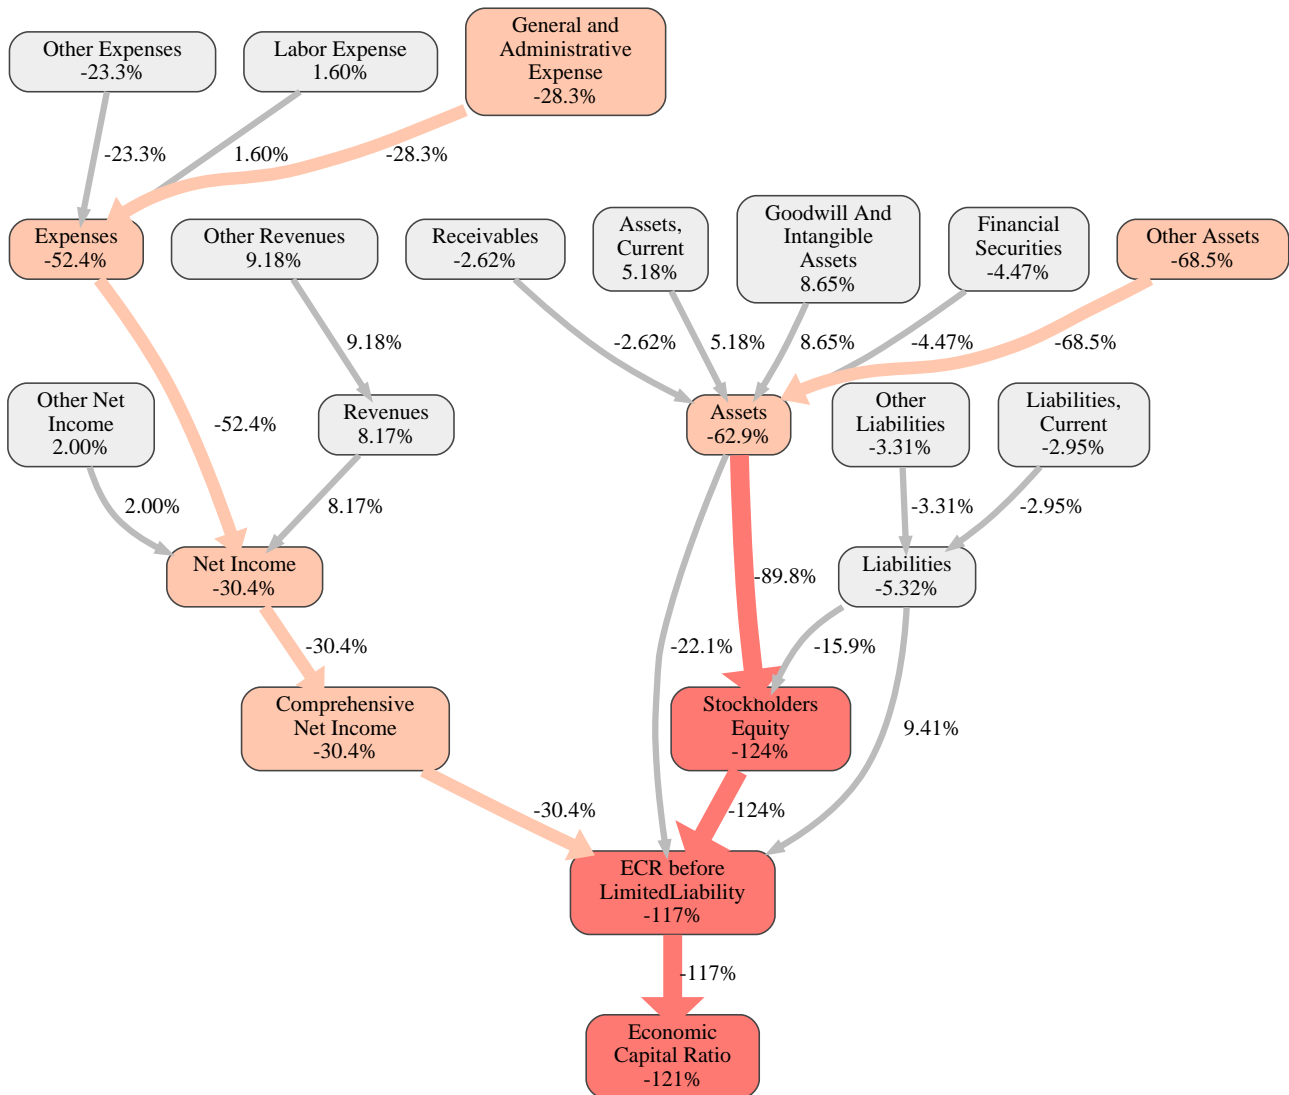 Other Expenses
-23.3%
Labor Expense
1.60%
General and
Administrative
Expense
-28.3%
-23.3%
1.60%
-28.3%
Expenses
-52.4%
Other Revenues
9.18%
Receivables
-2.62%
Assets,
Current
5.18%
Goodwill And
Intangible
Assets
8.65%
Financial
Securities
-4.47%
Other Assets
-68.5%
9.18%
-2.62%
5.18%
8.65%
-4.47%
-68.5%
Other Net
Income
2.00%
-52.4%
Revenues
8.17%
Assets
-62.9%
Other
Liabilities
-3.31%
Liabilities,
Current
-2.95%
2.00%
8.17%
-89.8%
-3.31%
-2.95%
Net Income
-30.4%
Liabilities
-5.32%
-30.4%
-22.1%
-15.9%
Comprehensive
Net Income
-30.4%
Stockholders
Equity
-124%
9.41%
-30.4%
-124%
ECR before
LimitedLiability
-117%
-117%
Economic
Capital Ratio
-121%